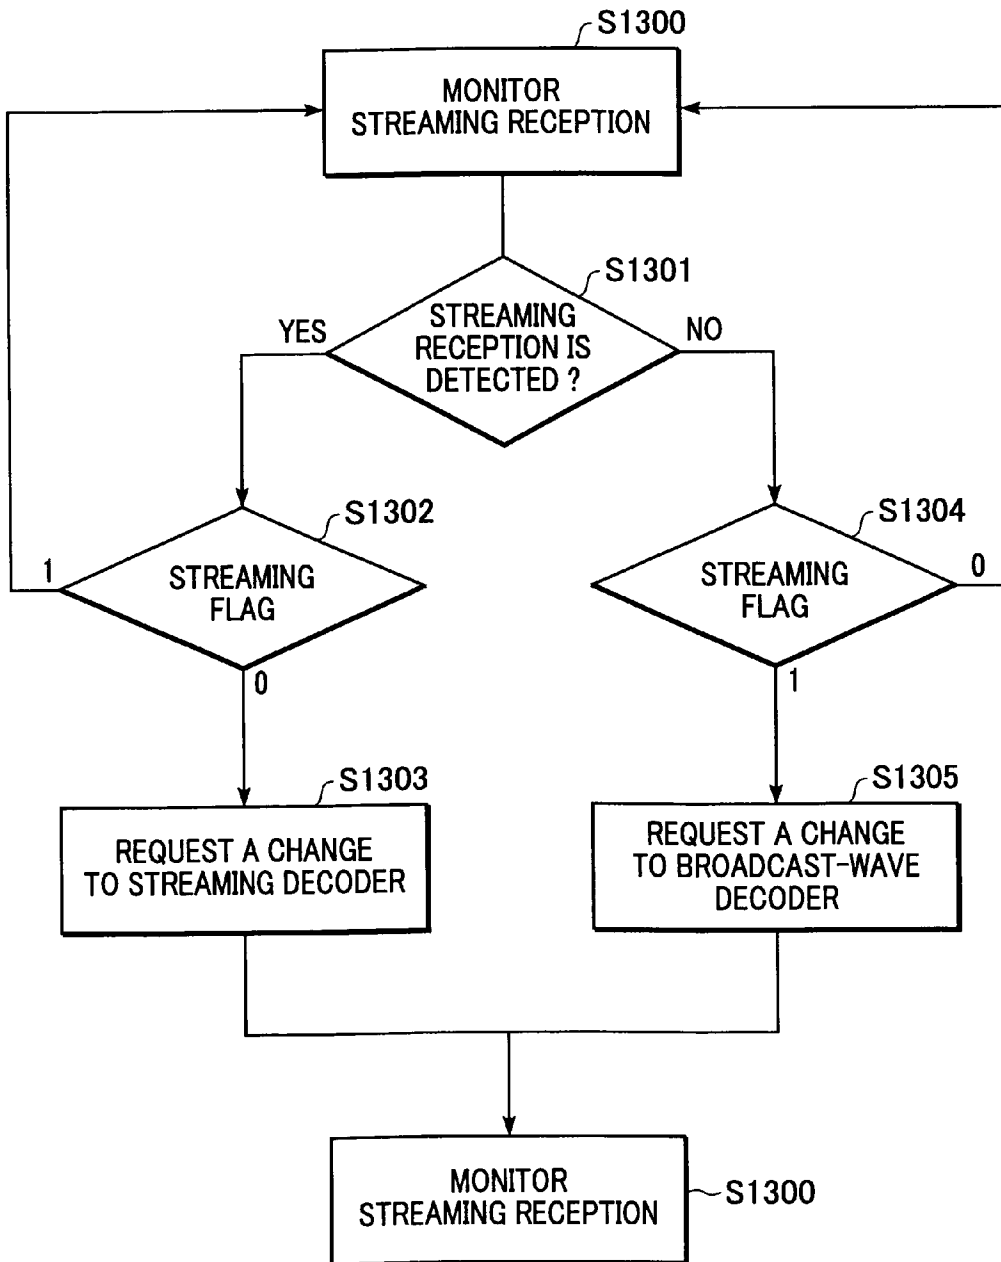 S1300
MONITOR
STREAMING RECEPTION
S1301
STREAMING
RECEPTION IS
DETECTED ?
YES
NO
S1302
STREAMING
FLAG
1
0
S1304
STREAMING
FLAG
0
1
S1303
REQUEST A CHANGE
TO STREAMING DECODER
S1305
REQUEST A CHANGE
TO BROADCAST-WAVE
DECODER
MONITOR
STREAMING RECEPTION
S1300